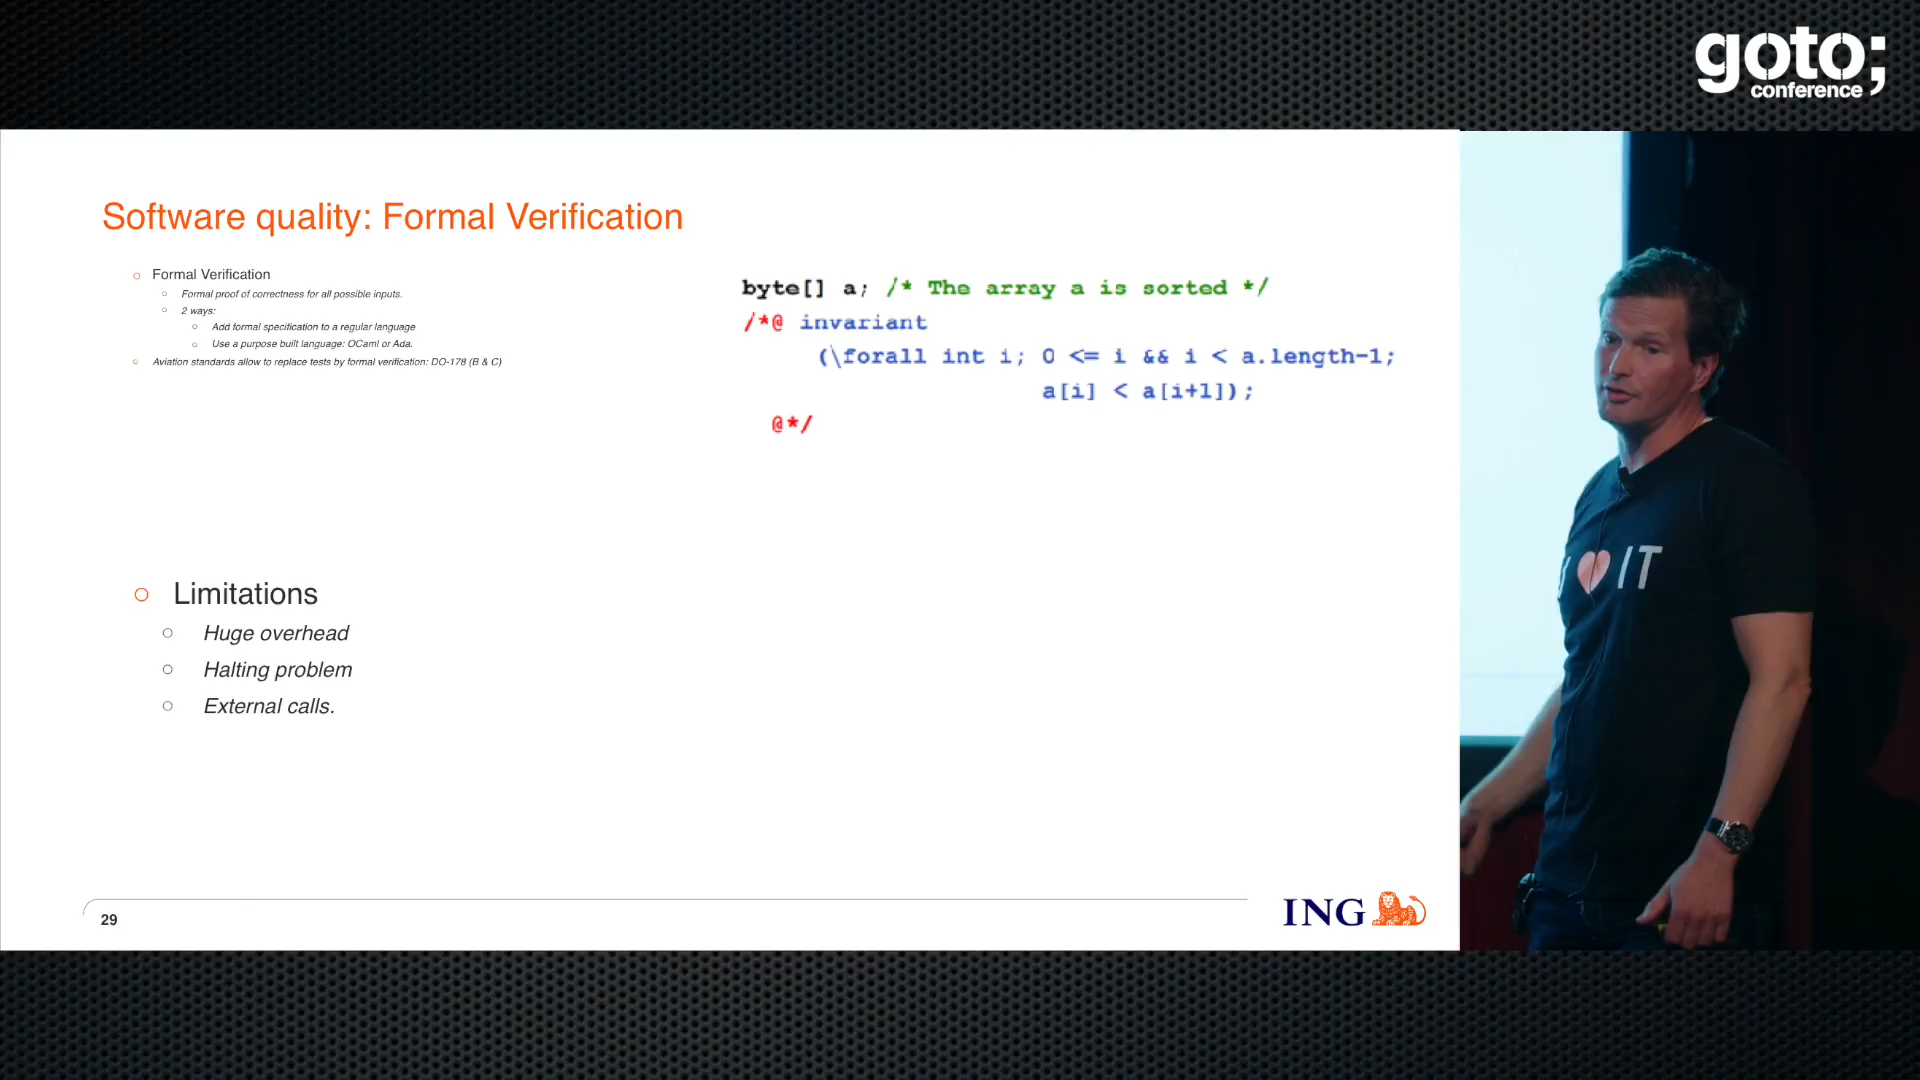 goto;
conference
Software quality: Formal Verification
Formal Verification
Formal proof of correctness for all possible inputs.
2 ways:
Add formal specification to a regular language
Use a purpose built language: OCaml or Ada.
Aviation standards allow to replace tests by formal verification: DO-178 (B & C)
byte[] a; /* The array a is sorted */
/*@ invariant
(\forall int i; 0 <= i && i < a.length-1;
a[i] < a[i+1]);
@*/
Limitations
Huge overhead
Halting problem
External calls.
29
ING
IT